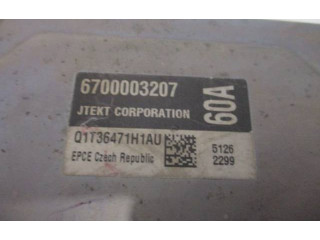 6700003207
JTEKT CORPORATION
60A
Q1T36471H1AU
EPCE Czech Republic
5126
2299